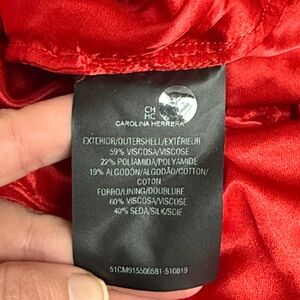 CH
HC
CAROLINA HERRERA
EXTERIOR/OUTERSHELL/EXTÉRIEUR
59% VISCOSA/VISCOSE
22% POLIAMIDA/POLYAMIDE
19% ALGODÓN/ALGODÃO/COTTON/
COTON
FORRO/LINING/DOUBLURE
60% VISCOSA/VISCOSE
40% SEDA/SILK/SOIE
51CM915506581-510819